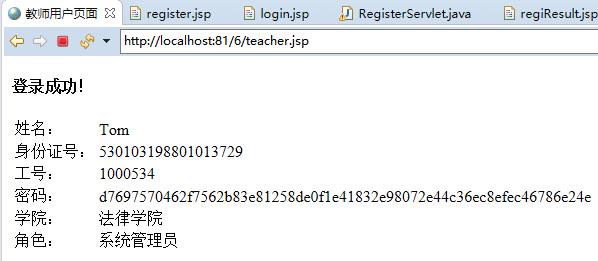 教师用户页面 register.jsp login.jsp RegisterServlet.java regiResult.jsp
http://localhost:81/6/teacher.jsp
登录成功!
姓名: Tom
身份证号: 530103198801013729
工号: 1000534
密码: d7697570462f7562b83e81258de0f1e41832e98072e44c36ec8efec46786e24e
学院: 法律学院
角色: 系统管理员